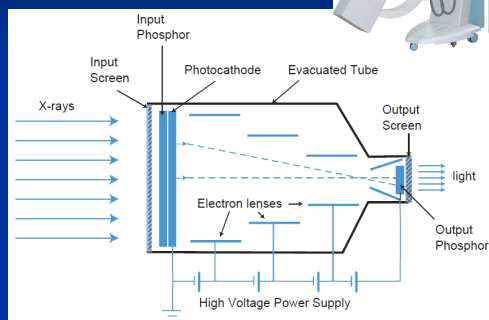 Input
Phosphor
Input
Screen
Photocathode
Evacuated Tube
X-rays
Output
Screen
light
Electron lenses
Output
Phosphor
High Voltage Power Supply